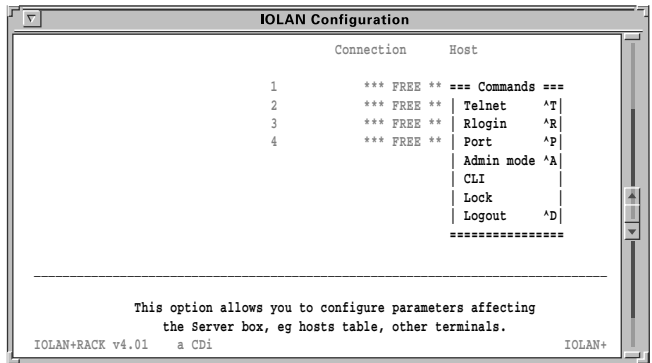 IOLAN Configuration
Connection Host
1 *** FREE ** === Commands ===
2 *** FREE ** | Telnet ^T|
3 *** FREE ** | Rlogin ^R|
4 *** FREE ** | Port ^P|
| Admin mode ^A|
| CLI |
| Lock |
| Logout ^D|
================
This option allows you to configure parameters affecting
the Server box, eg hosts table, other terminals.
IOLAN+RACK v4.01 a CDi IOLAN+